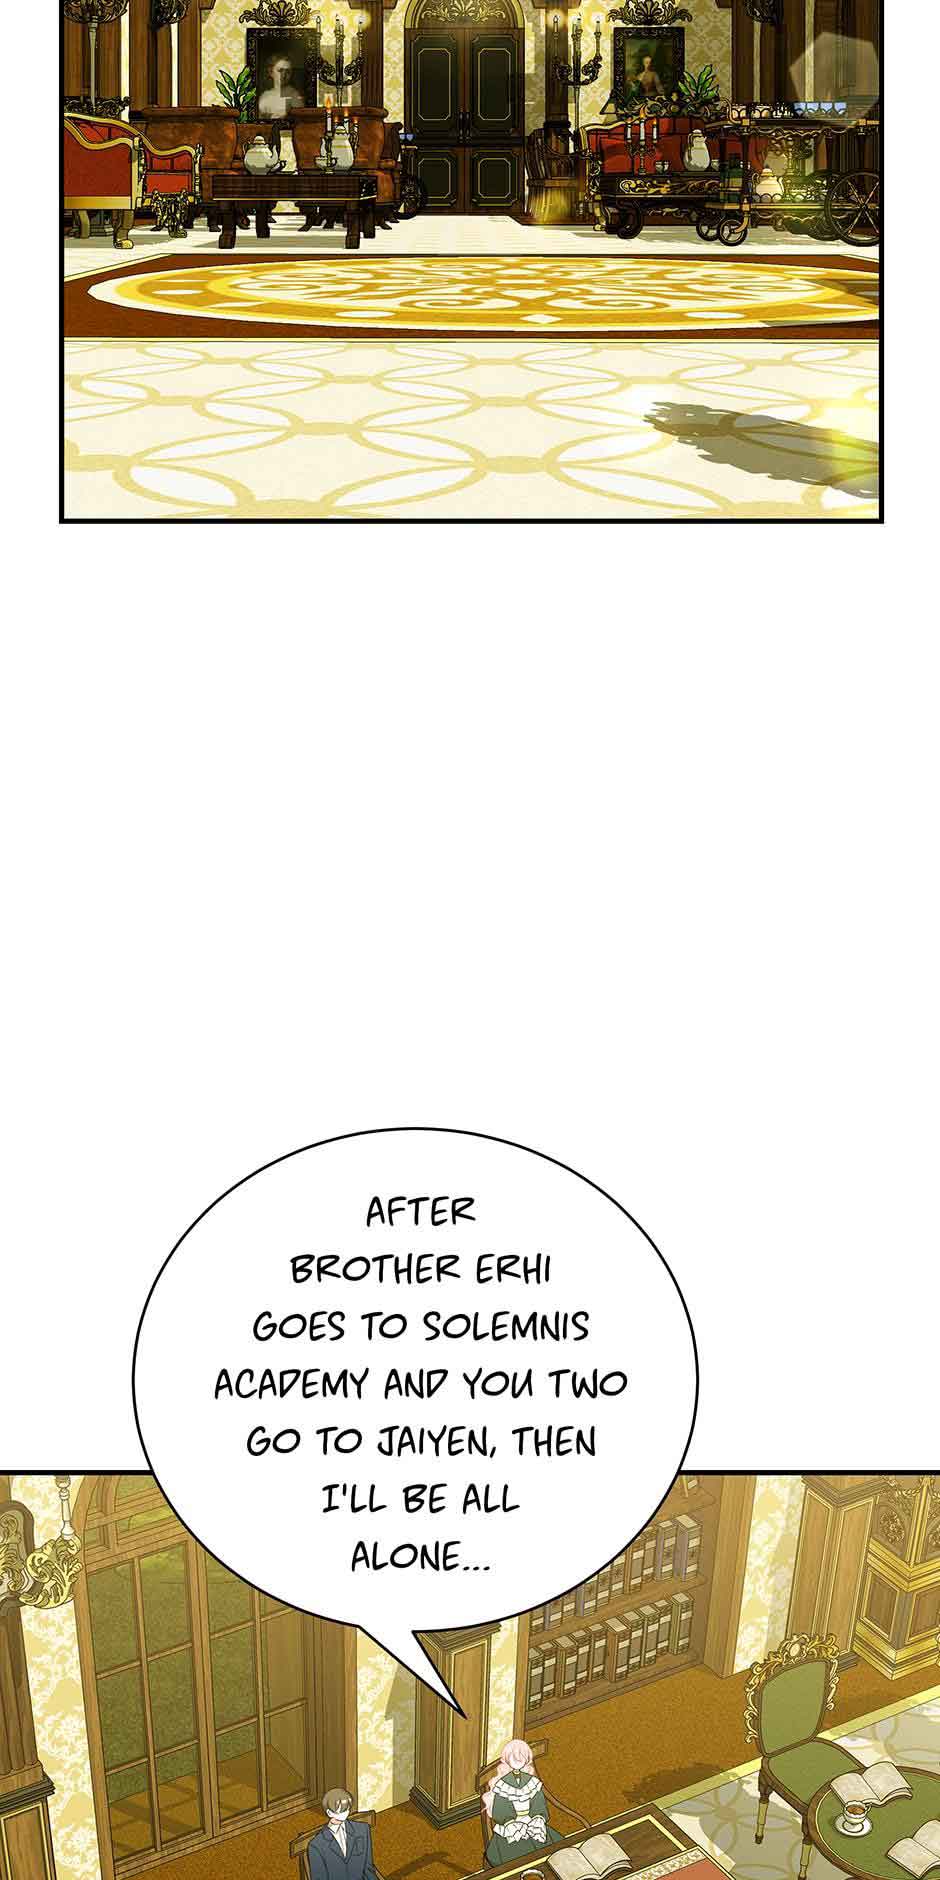 AFTER
BROTHER ERHI
GOES TO SOLEMNIS
ACADEMY AND YOU TWO
GO TO JAIYEN, THEN
I'LL BE ALL
ALONE...